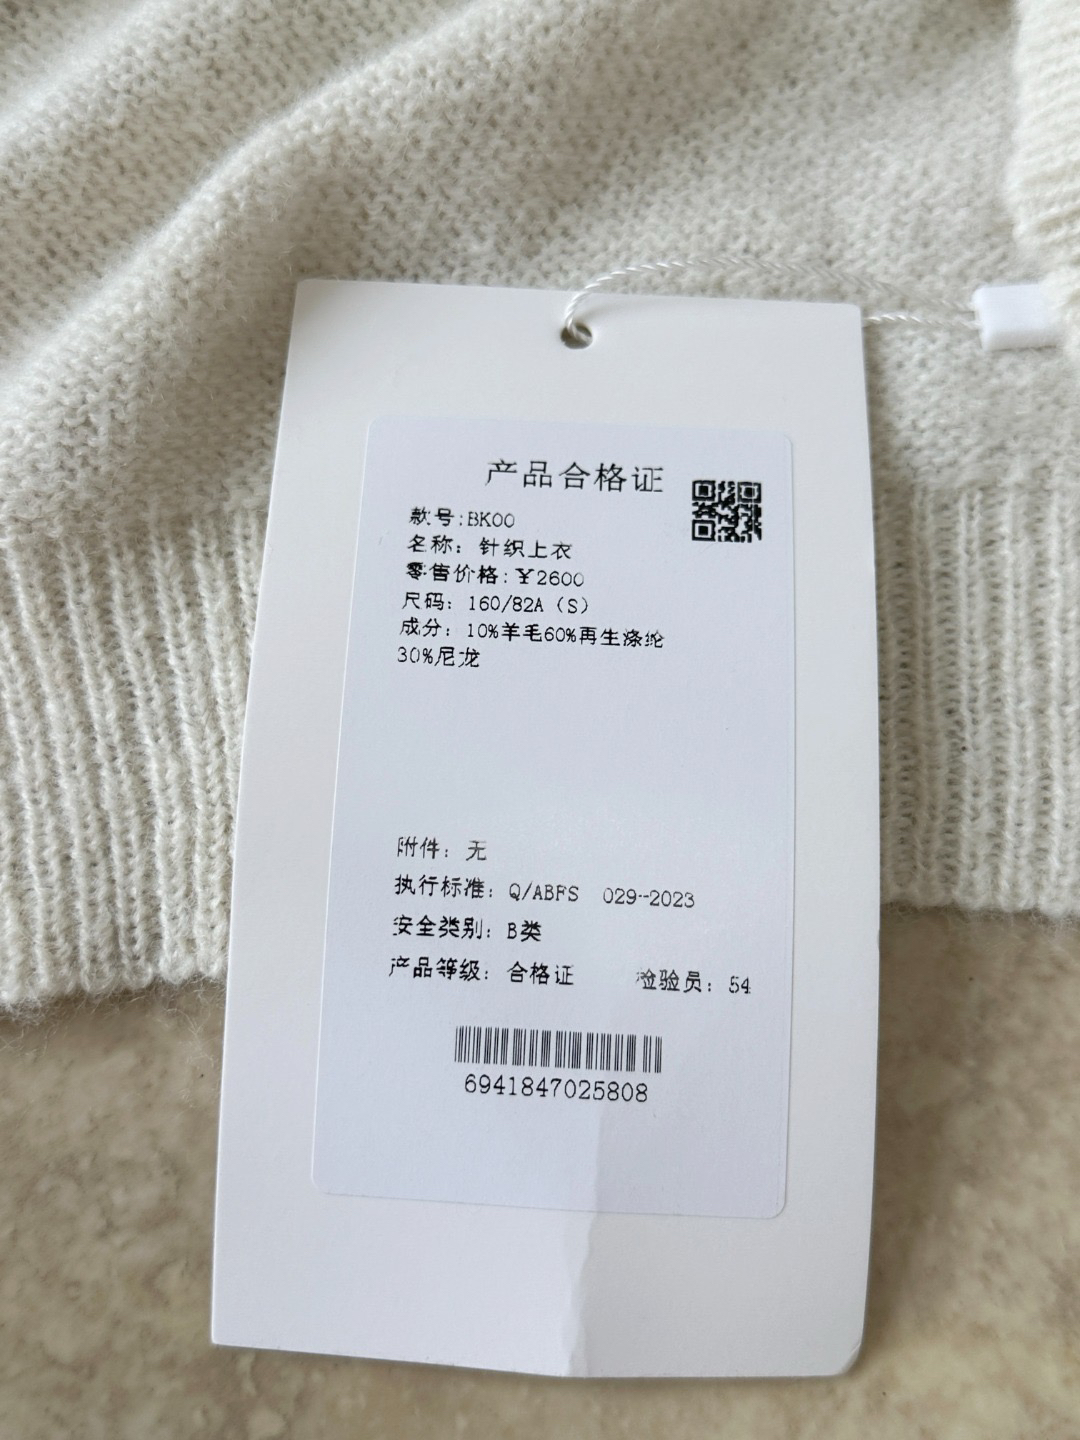 产品合格证
款号:BK00
名称: 针织上衣
零售价格:￥2600
尺码: 160/82A (S)
成分: 10%羊毛60%再生涤纶
30%尼龙
附件: 无
执行标准: Q/ABFS 029--2023
安全类别: B类
产品等级: 合格证 检验员: 54
6941847025808